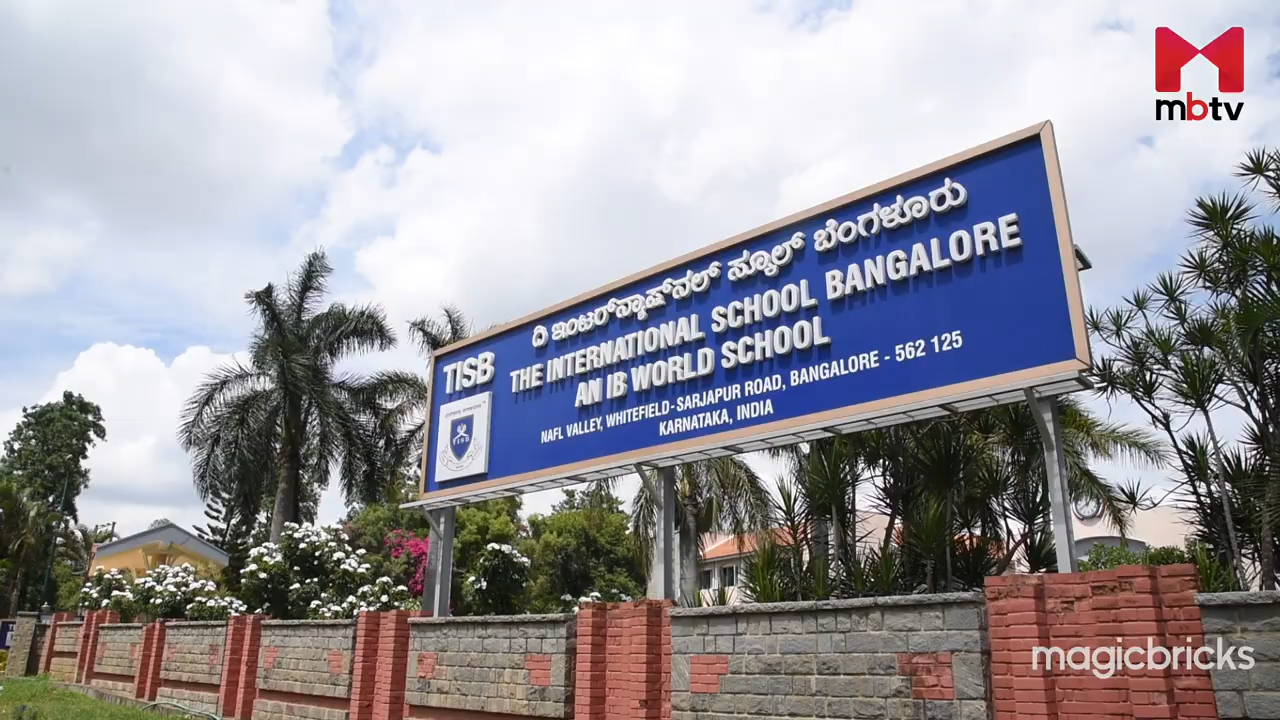 mbtv
ದಿ ಇಂಟರ್‌ನ್ಯಾಷ್‌ನಲ್ ಸ್ಕೂಲ್ ಬೆಂಗಳೂರು
TISB
THE INTERNATIONAL SCHOOL BANGALORE
AN IB WORLD SCHOOL
NAFL VALLEY, WHITEFIELD-SARJAPUR ROAD, BANGALORE - 562 125
KARNATAKA, INDIA
magicbricks